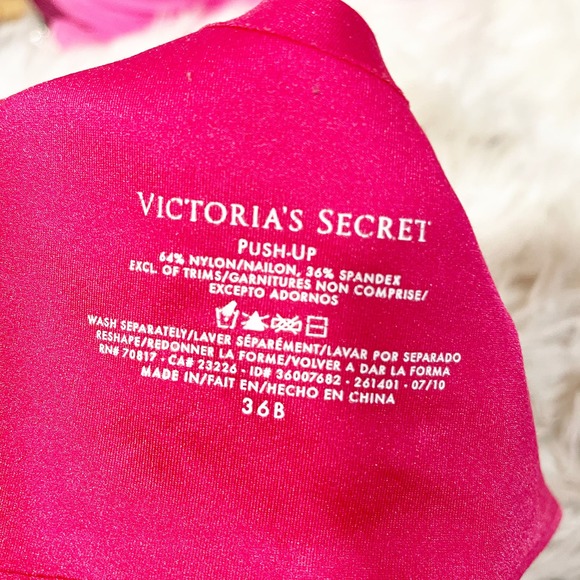 VICTORIA'S SECRET
PUSH-UP
64% NYLON/NAILON, 36% SPANDEX
EXCL. OF TRIMS/GARNITURES NON COMPRISE/
EXCEPTO ADORNOS
WASH SEPARATELY/LAVER SÉPARÉMENT/LAVAR POR SEPARADO
RESHAPE/REDONNER LA FORME/VOLVER A DAR LA FORMA
RN# 70817 - CA# 23226 - ID# 36007682 - 261401 - 07/10
MADE IN/FAIT EN/HECHO EN CHINA
36B